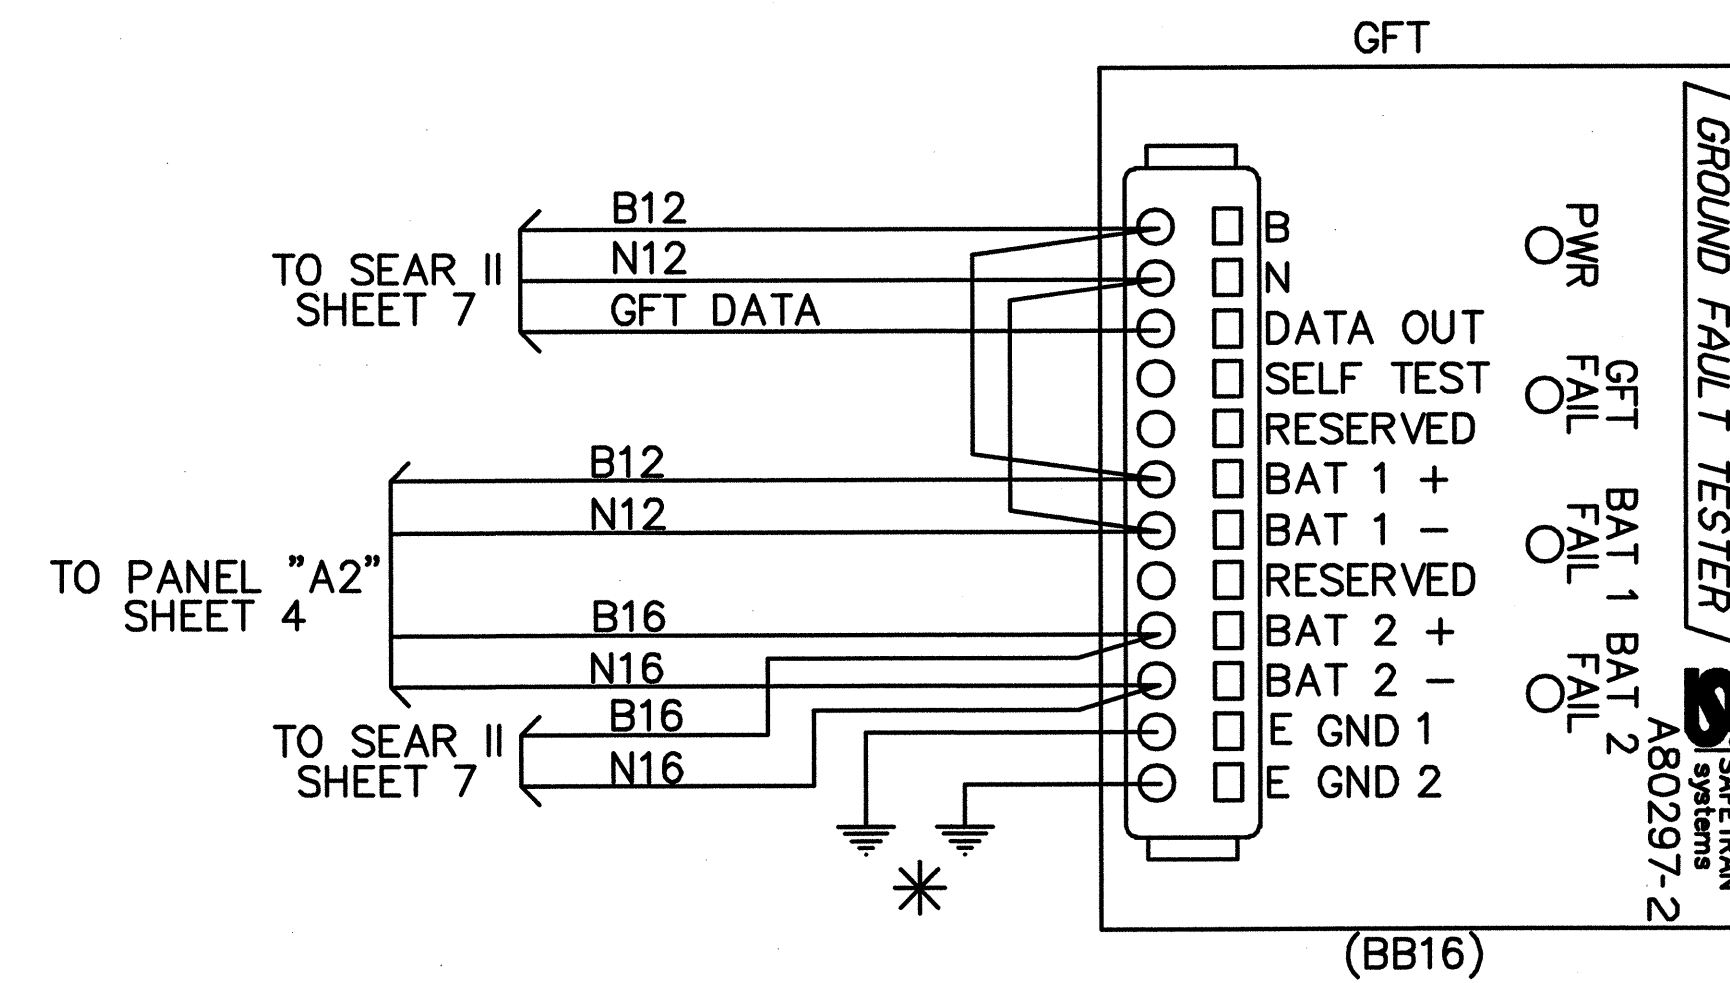 GFT
B12
N12
GFT DATA
TO SEAR II
SHEET 7
B12
N12
TO PANEL "A2"
SHEET 4
B16
N16
B16
N16
TO SEAR II
SHEET 7
B
N
DATA OUT
SELF TEST
RESERVED
BAT 1 +
BAT 1 -
RESERVED
BAT 2 +
BAT 2 -
E GND 1
E GND 2
PWR
GFT
FAIL
BAT 1
FAIL
BAT 2
FAIL
GROUND FAULT TESTER
SAFETRAN
systems
A80297-2
(BB16)